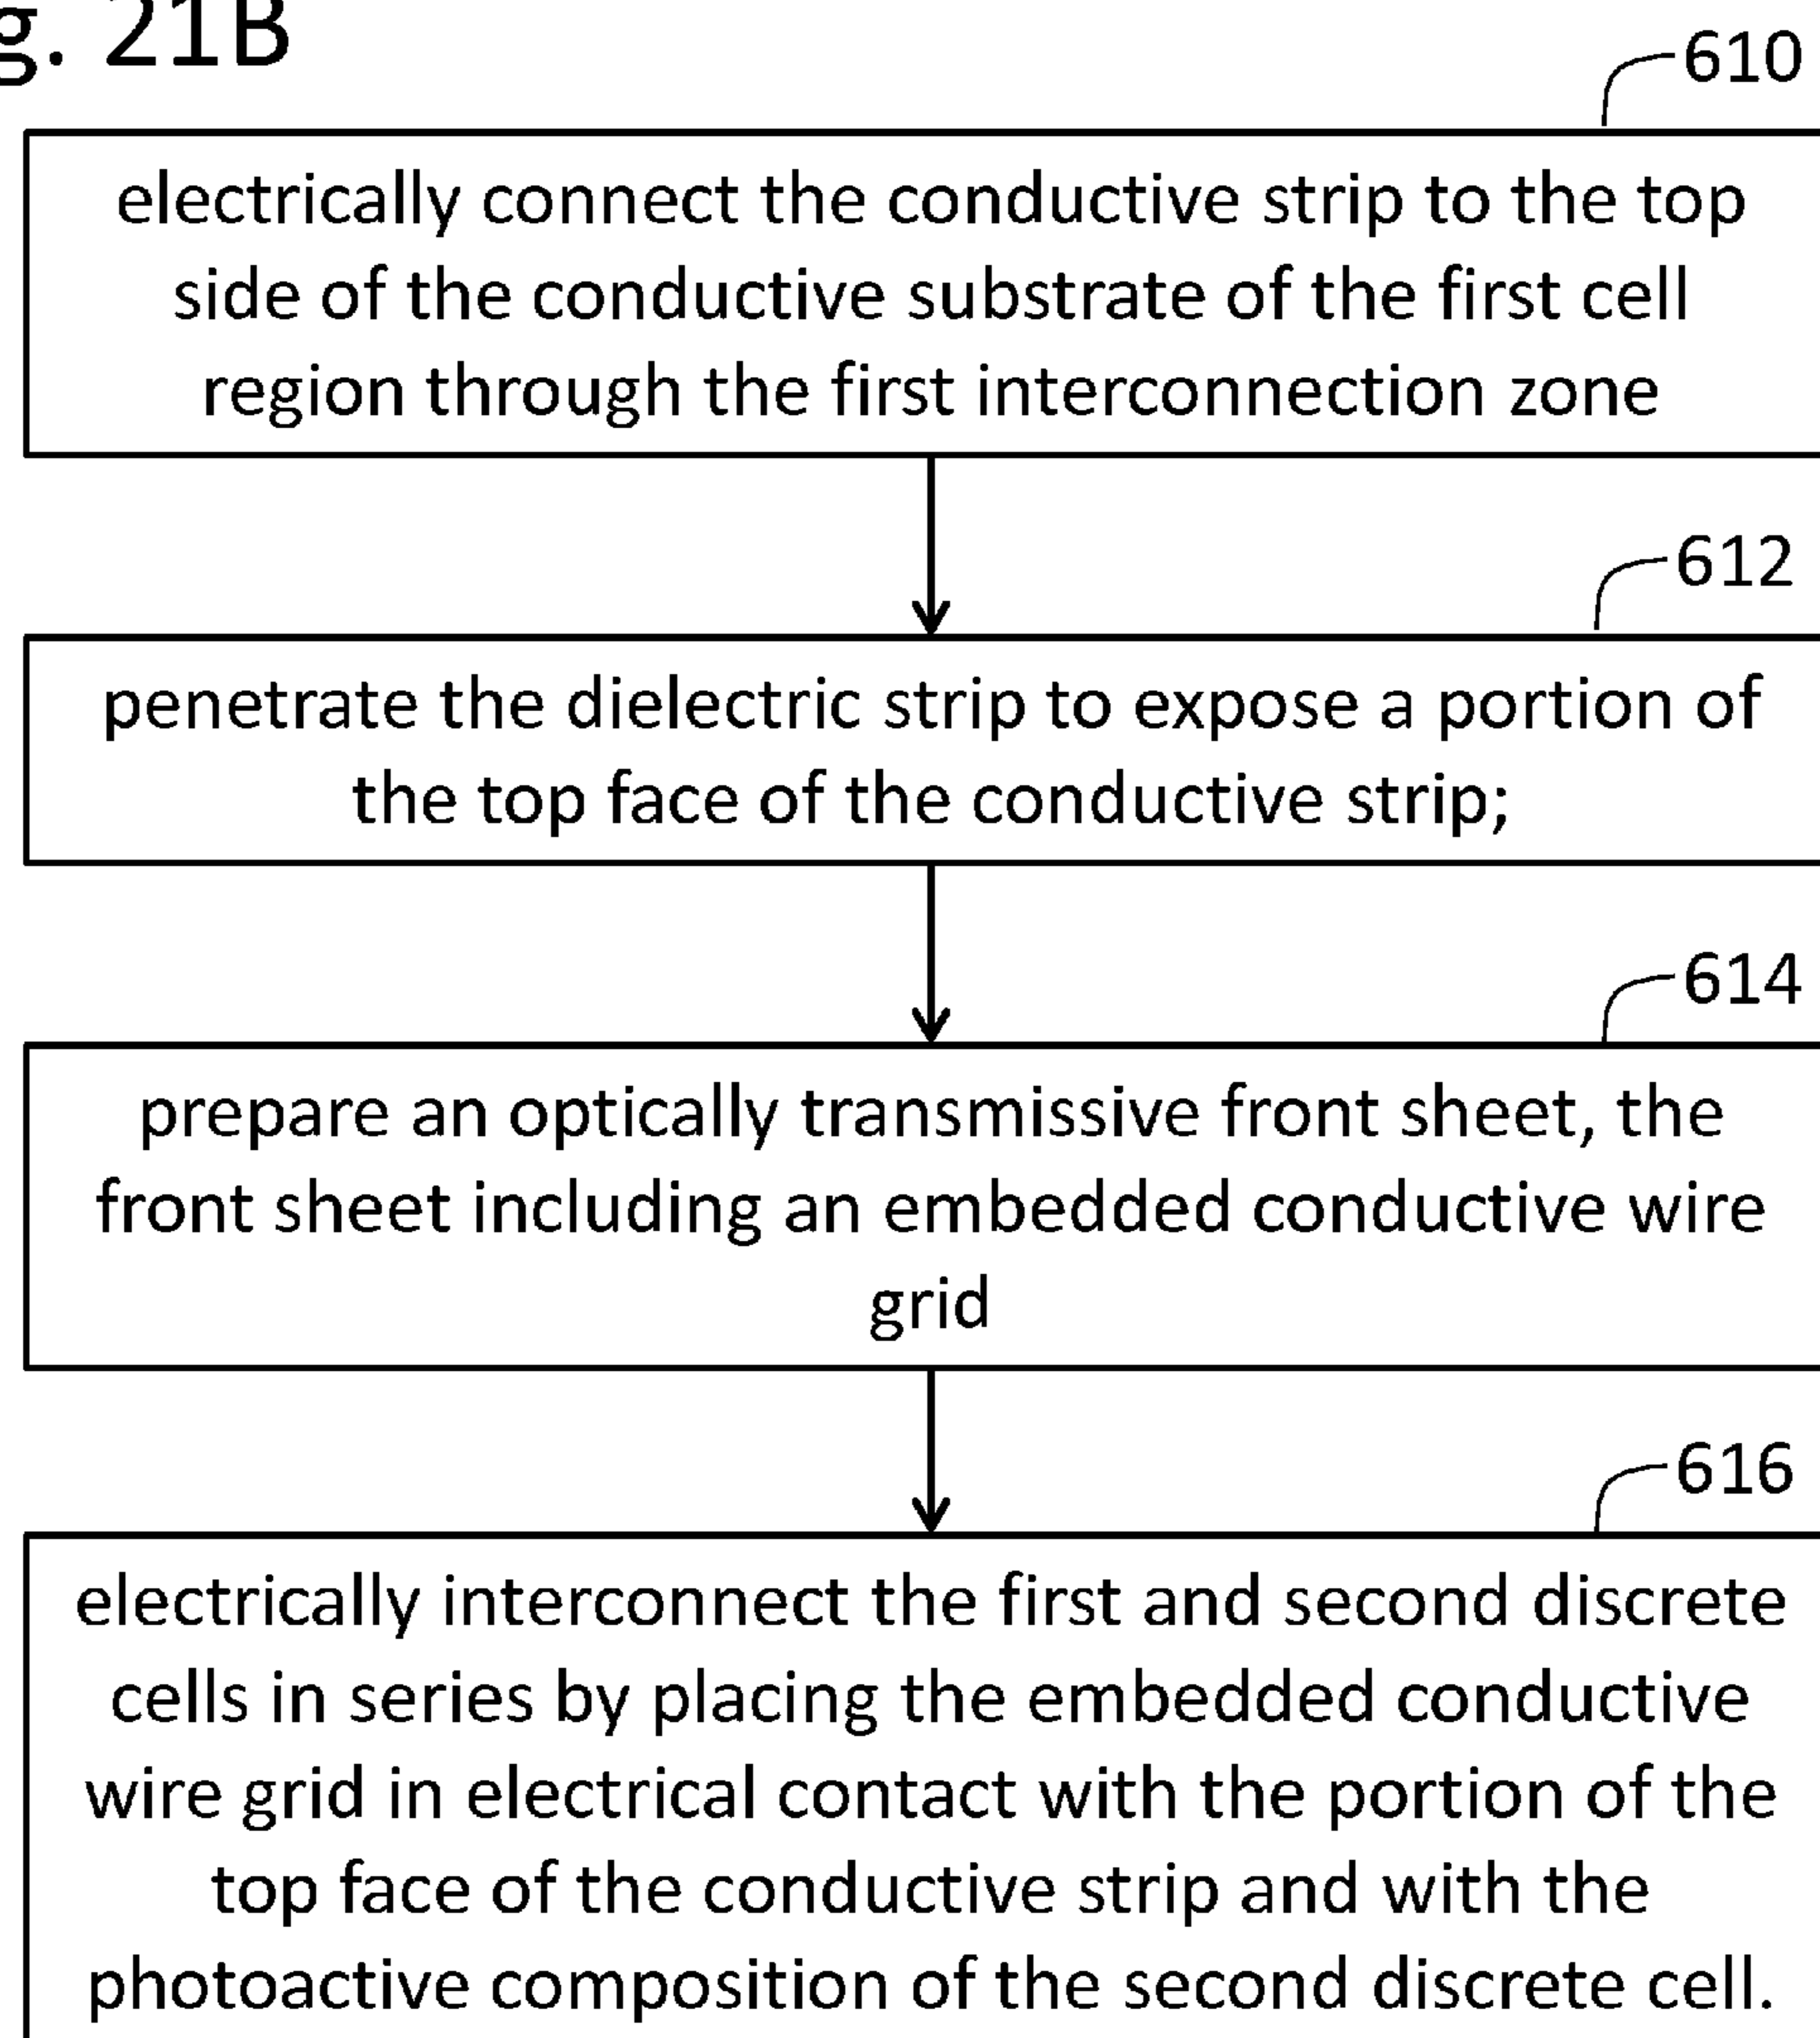 g. 21B
610
electrically connect the conductive strip to the top
side of the conductive substrate of the first cell
region through the first interconnection zone
612
penetrate the dielectric strip to expose a portion of
the top face of the conductive strip;
614
prepare an optically transmissive front sheet, the
front sheet including an embedded conductive wire
grid
616
electrically interconnect the first and second discrete
cells in series by placing the embedded conductive
wire grid in electrical contact with the portion of the
top face of the conductive strip and with the
photoactive composition of the second discrete cell.